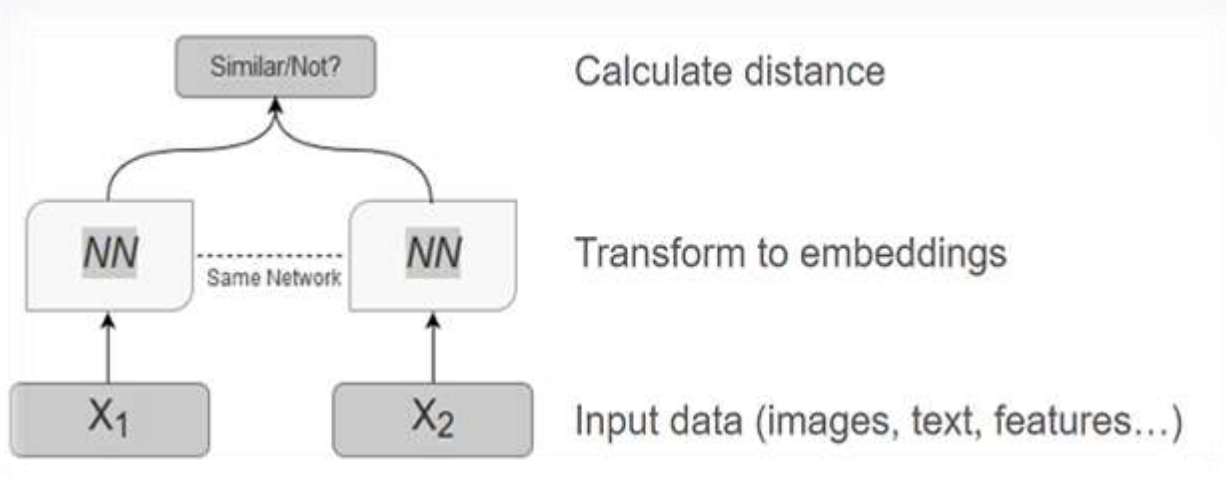 Similar/Not?
Calculate distance
NN
Same Network
NN
Transform to embeddings
X₁
X₂
Input data (images, text, features…)